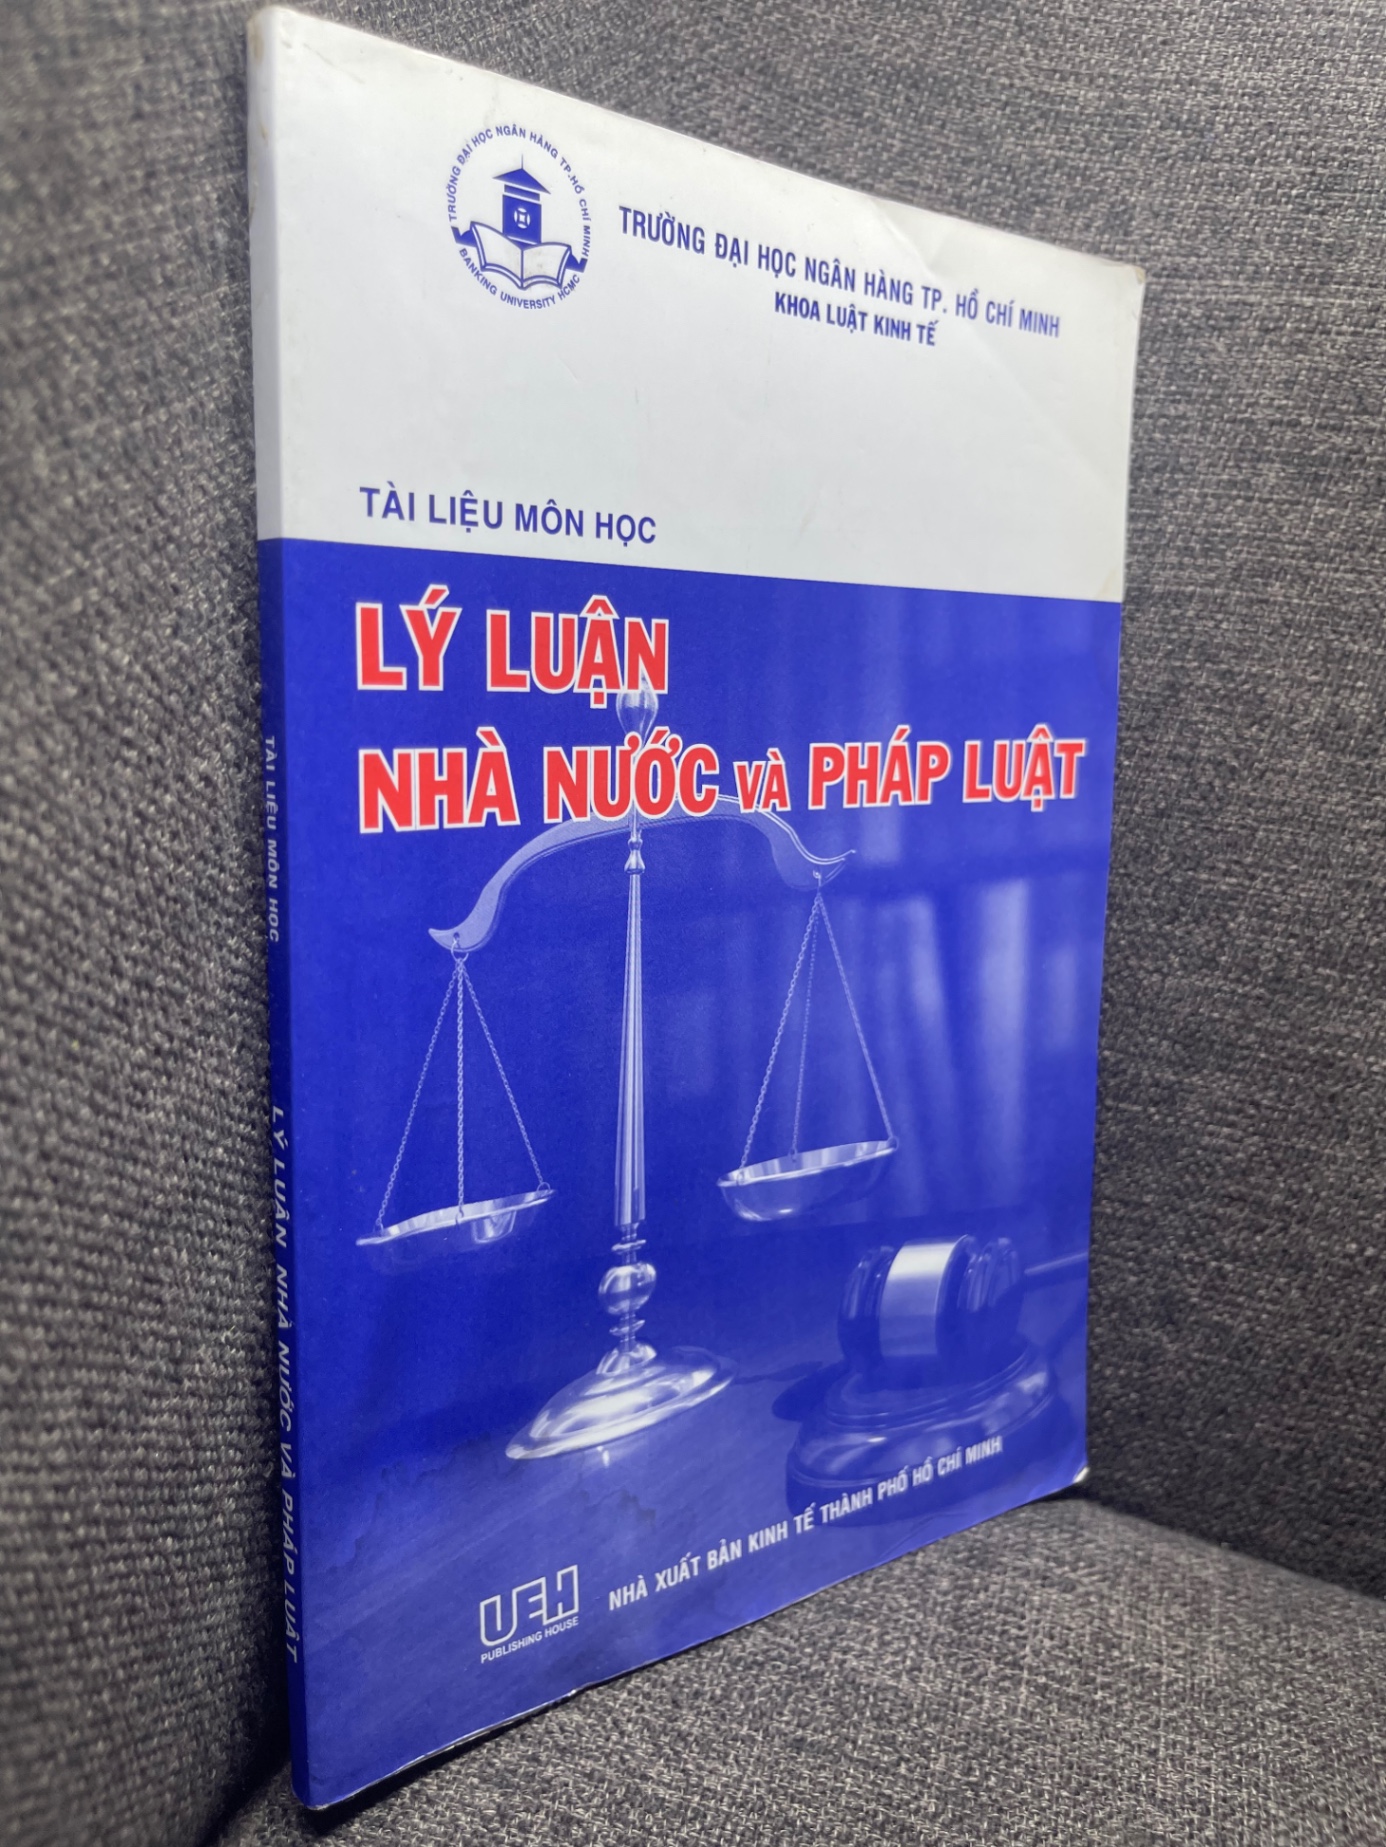 TRƯỜNG ĐẠI HỌC NGÂN HÀNG TP.HỒ CHÍ MINH
BANKING UNIVERSITY HCMC
TRƯỜNG ĐẠI HỌC NGÂN HÀNG TP. HỒ CHÍ MINH
KHOA LUẬT KINH TẾ
TÀI LIỆU MÔN HỌC
LÝ LUẬN
NHÀ NƯỚC VÀ PHÁP LUẬT
UEH
PUBLISHING HOUSE
NHÀ XUẤT BẢN KINH TẾ THÀNH PHỐ HỒ CHÍ MINH
TÀI LIỆU MÔN HỌC
LÝ LUẬN NHÀ NƯỚC VÀ PHÁP LUẬT